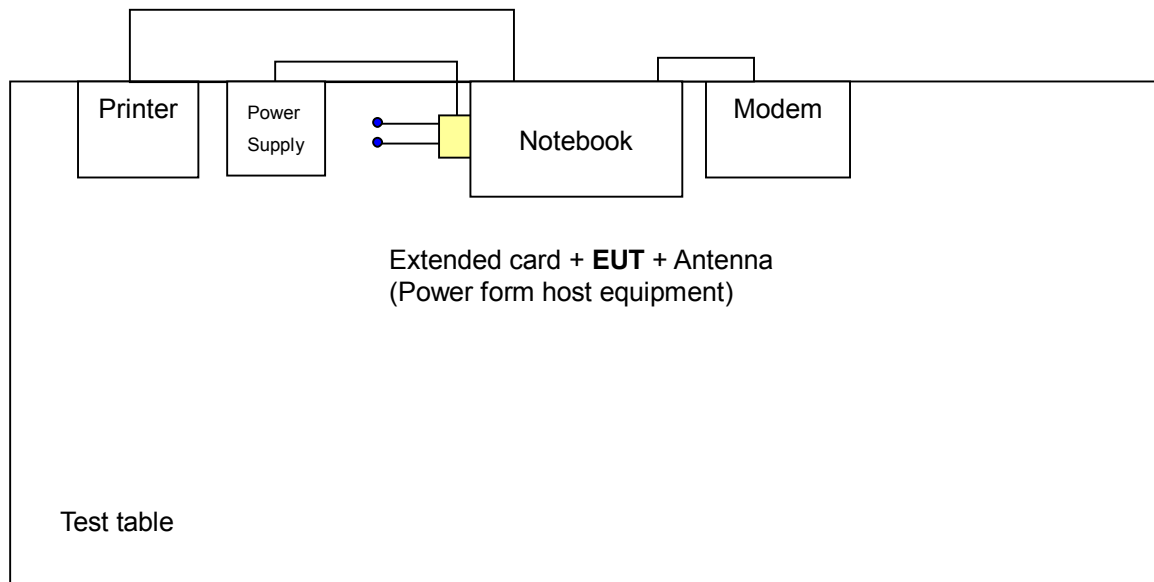 Printer
Power
Supply
Notebook
Modem
Extended card + EUT + Antenna
(Power form host equipment)
Test table